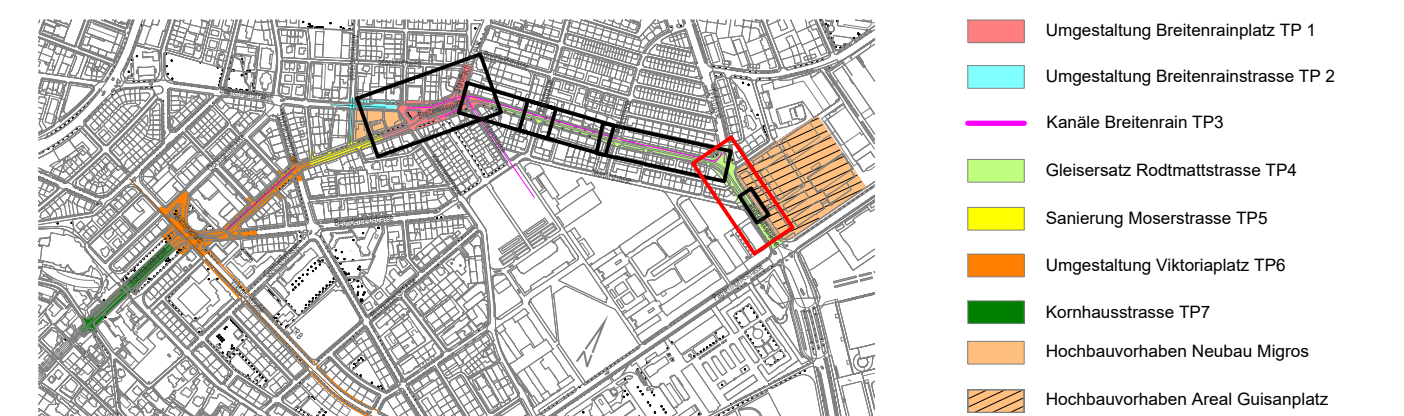 Umgestaltung Breitenrainplatz TP 1
Umgestaltung Breitenrainstrasse TP 2
Kanäle Breitenrain TP3
Gleisersatz Rodtmattstrasse TP4
Sanierung Moserstrasse TP5
Umgestaltung Viktoriaplatz TP6
Kornhausstrasse TP7
Hochbauvorhaben Neubau Migros
Hochbauvorhaben Areal Guisanplatz